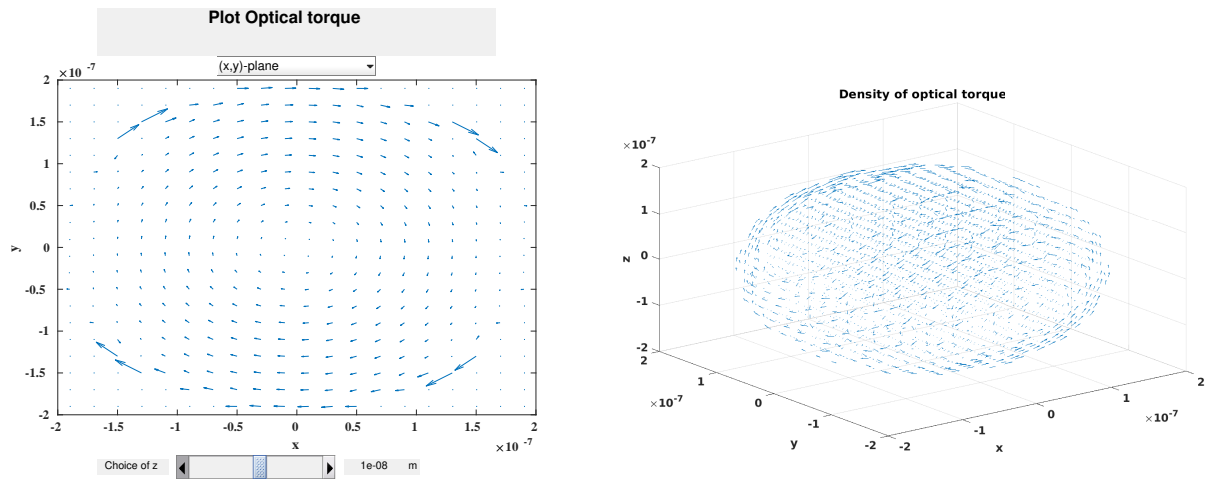 Plot Optical torque
(x,y)-plane
×10 -7
2
1.5
1
0.5
0
-0.5
-1
-1.5
-2
y
-2 -1.5 -1 -0.5 0 0.5 1 1.5 2
x
×10 -7
Choice of z 1e-08 m
Density of optical torque
×10-7
2
1
0
-1
-2
z
2
1
0
-1
-2
×10-7
y
-2
-1
0
1
2
×10-7
x